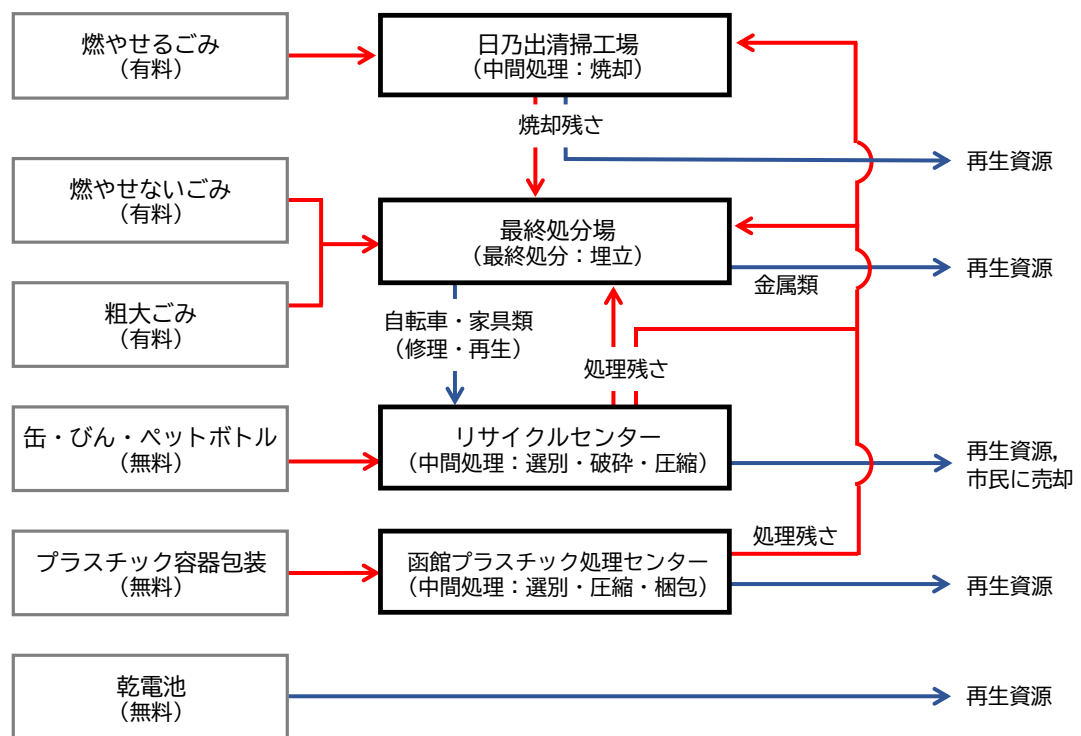 燃やせるごみ
（有料）
日乃出清掃工場
（中間処理：焼却）
焼却残さ
再生資源
燃やせないごみ
（有料）
最終処分場
（最終処分：埋立）
再生資源
金属類
粗大ごみ
（有料）
自転車・家具類
（修理・再生）
処理残さ
缶・びん・ペットボトル
（無料）
リサイクルセンター
（中間処理：選別・破砕・圧縮）
再生資源，
市民に売却
処理残さ
プラスチック容器包装
（無料）
函館プラスチック処理センター
（中間処理：選別・圧縮・梱包）
再生資源
乾電池
（無料）
再生資源